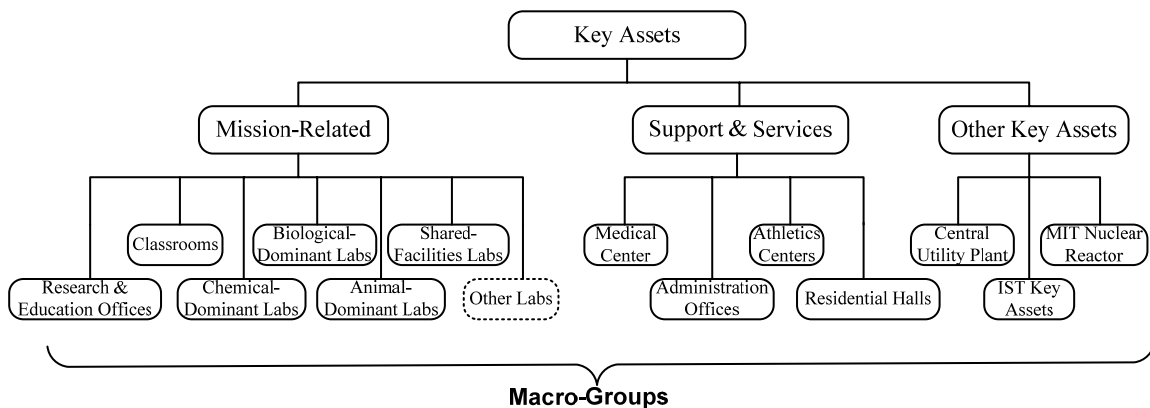 Key Assets
Mission-Related
Support & Services
Other Key Assets
Classrooms
Biological-
Dominant Labs
Shared-
Facilities Labs
Medical
Center
Athletics
Centers
Central
Utility Plant
MIT Nuclear
Reactor
Research &
Education Offices
Chemical-
Dominant Labs
Animal-
Dominant Labs
Other Labs
Administration
Offices
Residential Halls
IST Key
Assets
Macro-Groups